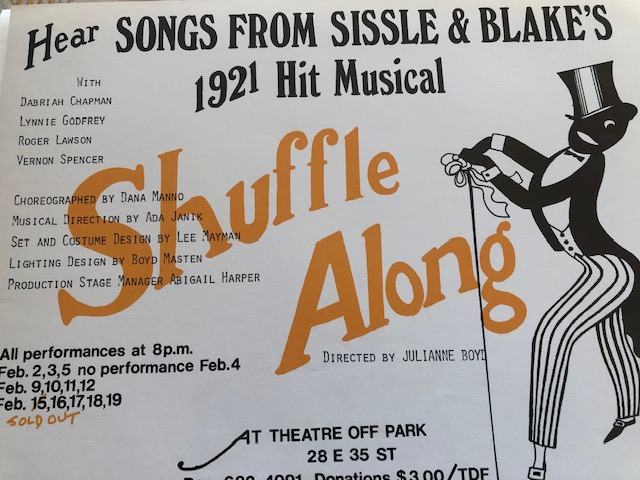 Hear SONGS FROM SISSLE & BLAKE'S
1921 Hit Musical
WITH
DABRIAH CHAPMAN
LYNNIE GODFREY
ROGER LAWSON
VERNON SPENCER
Shuffle
Along
CHOREOGRAPHED BY DANA MANNO
MUSICAL DIRECTION BY ADA JANIK
SET AND COSTUME DESIGN BY LEE MAYMAN
LIGHTING DESIGN BY BOYD MASTEN
PRODUCTION STAGE MANAGER ABIGAIL HARPER
DIRECTED BY JULIANNE BOYD
All performances at 8p.m.
Feb. 2,3,5 no performance Feb.4
Feb. 9,10,11,12
Feb. 15,16,17,18,19
SOLD OUT
AT THEATRE OFF PARK
28 E 35 ST
Donations $3.00/TDF